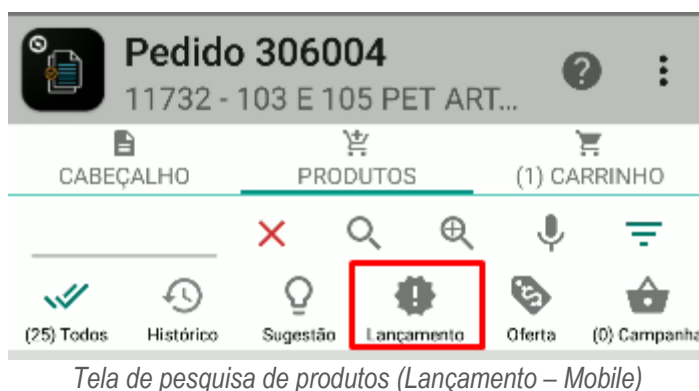 Pedido 306004
11732 - 103 E 105 PET ART...
CABEÇALHO PRODUTOS (1) CARRINHO
(25) Todos Histórico Sugestão Lançamento Oferta (0) Campanha
Tela de pesquisa de produtos (Lançamento – Mobile)